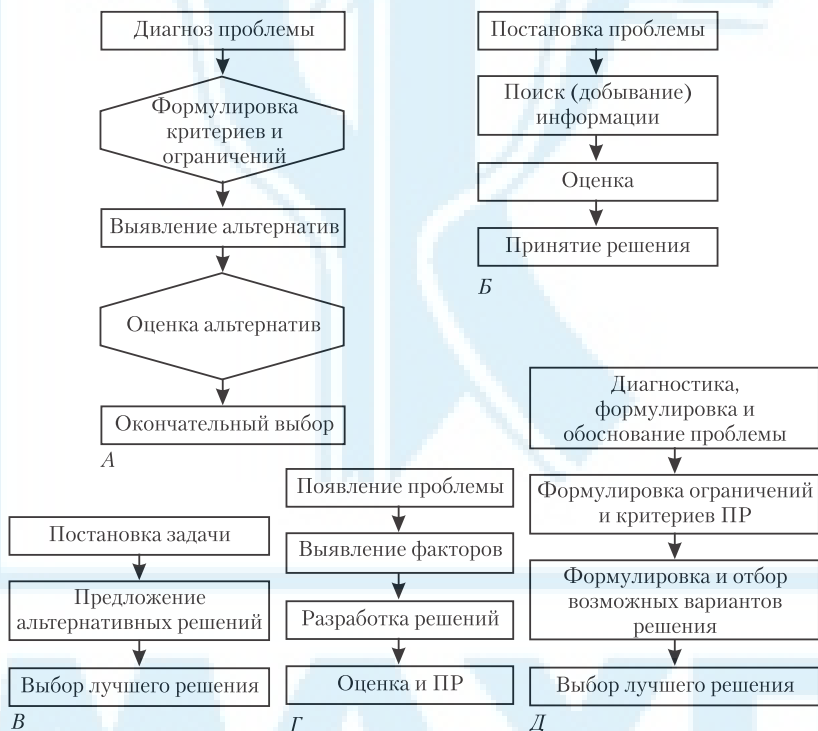 Диагноз проблемы
Формулировка
критериев и
ограничений
Выявление альтернатив
Оценка альтернатив
Окончательный выбор
А
Постановка проблемы
Поиск (добывание)
информации
Оценка
Принятие решения
Б
Постановка задачи
Предложение
альтернативных решений
Выбор лучшего решения
В
Появление проблемы
Выявление факторов
Разработка решений
Оценка и ПР
Г
Диагностика,
формулировка и
обоснование проблемы
Формулировка ограничений
и критериев ПР
Формулировка и отбор
возможных вариантов
решения
Выбор лучшего решения
Д